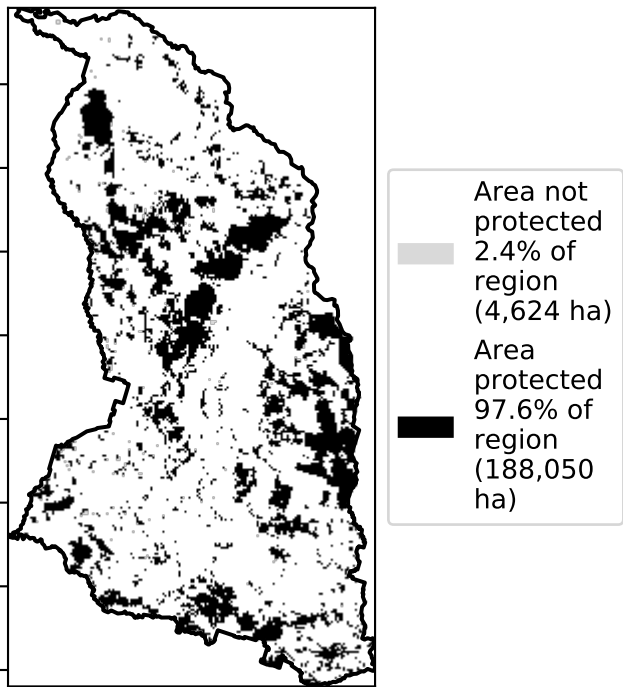 Area not
protected
2.4% of
region
(4,624 ha)
Area
protected
97.6% of
region
(188,050
ha)